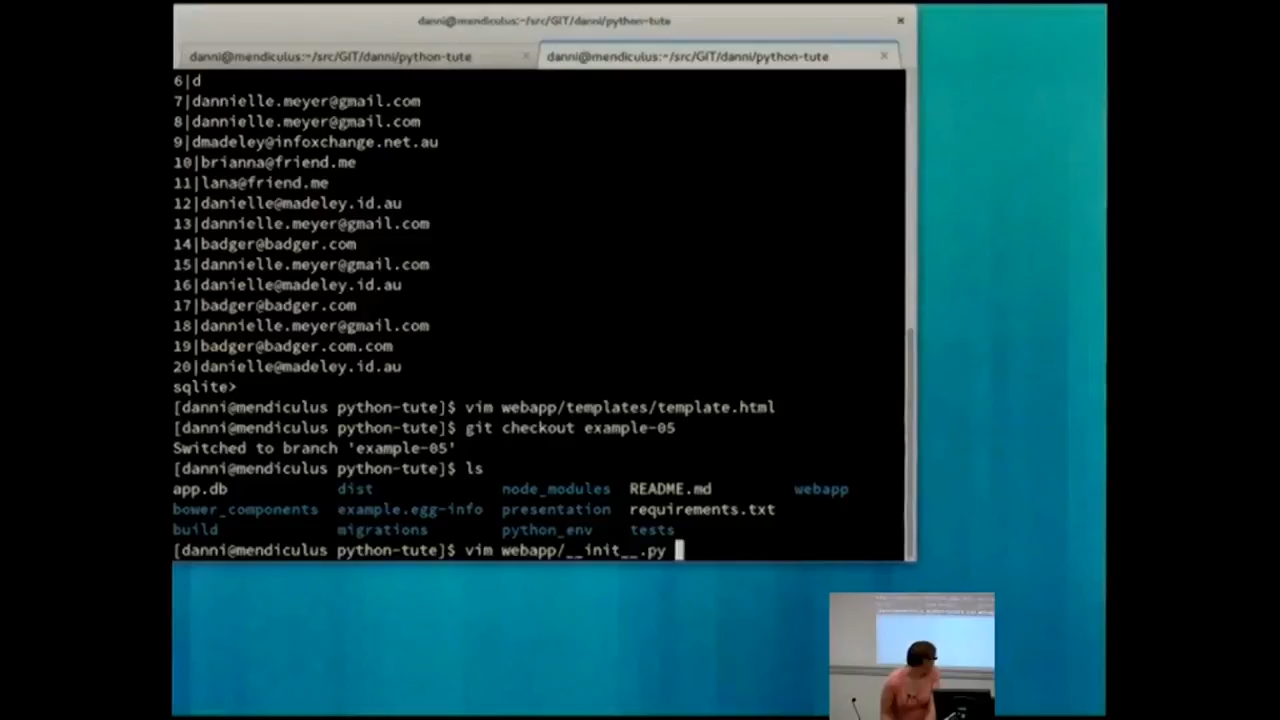 danni@mendiculus:~/src/GIT/danni/python-tute
danni@mendiculus:~/src/GIT/danni/python-tute danni@mendiculus:~/src/GIT/danni/python-tute
6|d
7|dannielle.meyer@gmail.com
8|dannielle.meyer@gmail.com
9|dmadeley@infoxchange.net.au
10|brianna@friend.me
11|lana@friend.me
12|danielle@madeley.id.au
13|dannielle.meyer@gmail.com
14|badger@badger.com
15|dannielle.meyer@gmail.com
16|danielle@madeley.id.au
17|badger@badger.com
18|dannielle.meyer@gmail.com
19|badger@badger.com.com
20|danielle@madeley.id.au
sqlite>
[danni@mendiculus python-tute]$ vim webapp/templates/template.html
[danni@mendiculus python-tute]$ git checkout example-05
Switched to branch 'example-05'
[danni@mendiculus python-tute]$ ls
app.db dist node_modules README.md webapp
bower_components example.egg-info presentation requirements.txt
build migrations python_env tests
[danni@mendiculus python-tute]$ vim webapp/__init__.py